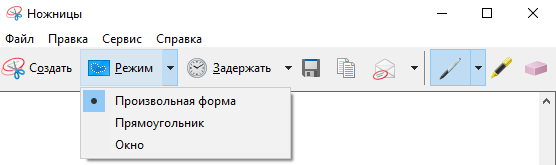 Ножницы
Файл Правка Сервис Справка
Создать Режим Задержать
Произвольная форма
Прямоугольник
Окно